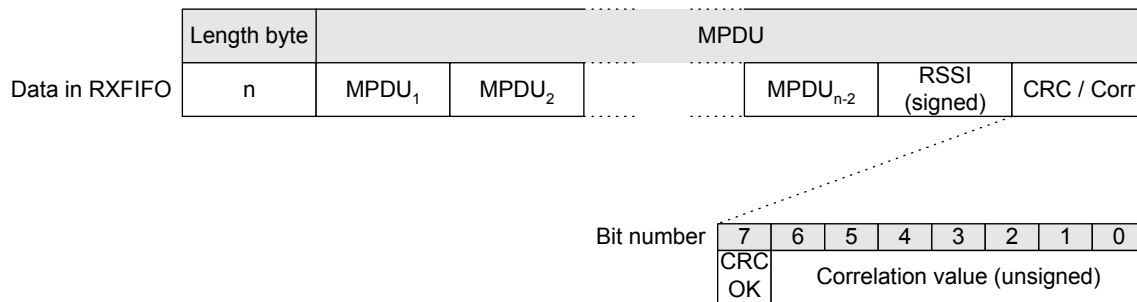 Length byte MPDU
Data in RXFIFO n MPDU1 MPDU2 MPDUn-2 RSSI (signed) CRC / Corr
Bit number 7 6 5 4 3 2 1 0
CRC OK Correlation value (unsigned)